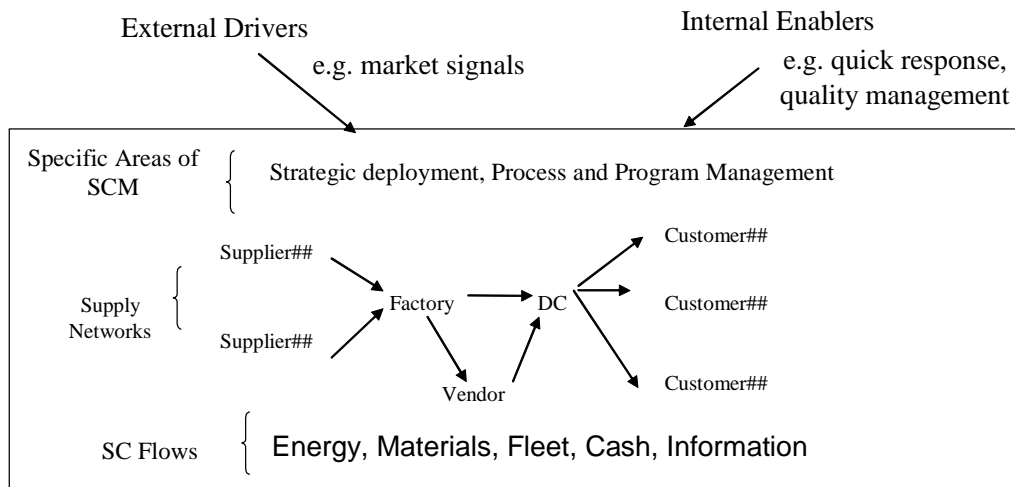 External Drivers
Internal Enablers
e.g. market signals
e.g. quick response,
quality management
Specific Areas of
SCM
Strategic deployment, Process and Program Management
Supplier##
Customer##
Supply
Networks
Factory
DC
Customer##
Supplier##
Vendor
Customer##
SC Flows
Energy, Materials, Fleet, Cash, Information